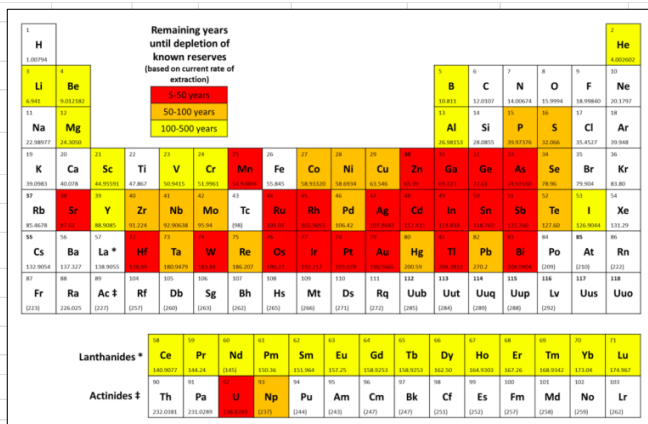 Remaining years
until depletion of
known reserves
(based on current rate of
extraction)
5-50 years
50-100 years
100-500 years
1 2
H He
1.00794 4.002602
3 4 5 6 7 8 9 10
Li Be B C N O F Ne
6.941 9.012182 10.811 12.0107 14.00674 15.9994 18.99840 20.1797
11 12 13 14 15 16 17 18
Na Mg Al Si P S Cl Ar
22.98977 24.3050 26.98153 28.0855 30.97376 32.066 35.4527 39.948
19 20 21 22 23 24 25 26 27 28 29 30 31 32 33 34 35 36
K Ca Sc Ti V Cr Mn Fe Co Ni Cu Zn Ga Ge As Se Br Kr
39.0983 40.078 44.95591 47.867 50.9415 51.9961 55.845 58.93320 58.6934 63.546 78.96 79.904 83.80
37 38 39 40 41 42 43 44 45 46 47 48 49 50 51 52 53 54
Rb Sr Y Zr Nb Mo Tc Ru Rh Pd Ag Cd In Sn Sb Te I Xe
85.4678 88.9085 91.224 92.90638 95.94 (98) 106.42 127.60 126.9044 131.29
55 56 57 72 73 74 75 76 77 78 79 80 81 82 83 84 85 86
Cs Ba La * Hf Ta W Re Os Ir Pt Au Hg Tl Pb Bi Po At Rn
132.9054 137.327 138.9055 180.9479 186.207 200.59 270.2 (209) (210) (222)
87 88 89 104 105 106 107 108 109 110 111 112 113 114 115 116 117 118
Fr Ra Ac ‡ Rf Db Sg Bh Hs Mt Ds Rq Uub Uut Uuq Uup Lv Uus Uuo
(223) 226.025 (227) (257) (260) (263) (262) (265) (266) (271) (272) (285) (284) (289) (288) (292)
58 59 60 61 62 63 64 65 66 67 68 69 70 71
Lanthanides * Ce Pr Nd Pm Sm Eu Gd Tb Dy Ho Er Tm Yb Lu
140.9077 144.24 (145) 150.36 151.964 157.25 158.9253 158.9253 162.50 164.9303 167.26 168.9342 173.04 174.967
90 91 92 93 94 95 96 97 98 99 100 101 102 103
Actinides ‡ Th Pa U Np Pu Am Cm Bk Cf Es Fm Md No Lr
232.0381 231.0289 (237) (244) (243) (247) (247) (251) (252) (257) (258) (259) (262)